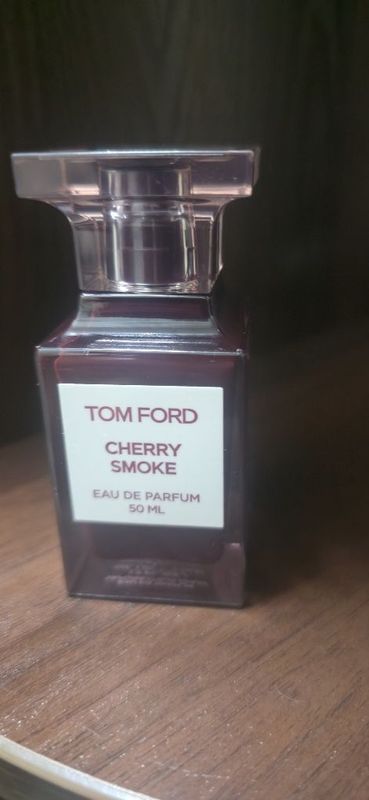 TOM FORD
CHERRY
SMOKE
EAU DE PARFUM
50 ML